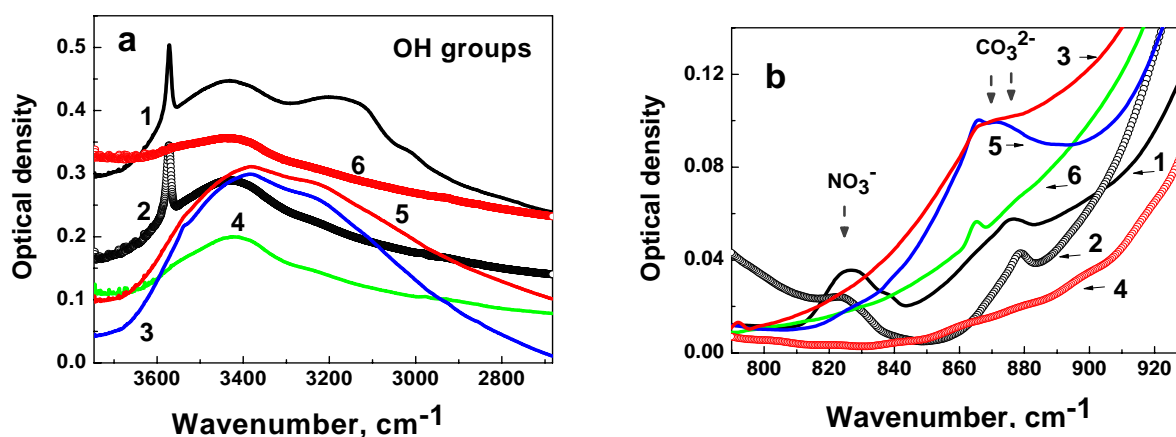 a
OH groups
Optical density
0.5
0.4
0.3
0.2
0.1
0.0
1
2
3
4
5
6
3600 3400 3200 3000 2800
Wavenumber, cm⁻¹
b
CO₃²⁻
NO₃⁻
Optical density
0.12
0.08
0.04
0.00
3
5
6
1
2
4
800 820 840 860 880 900 920
Wavenumber, cm⁻¹